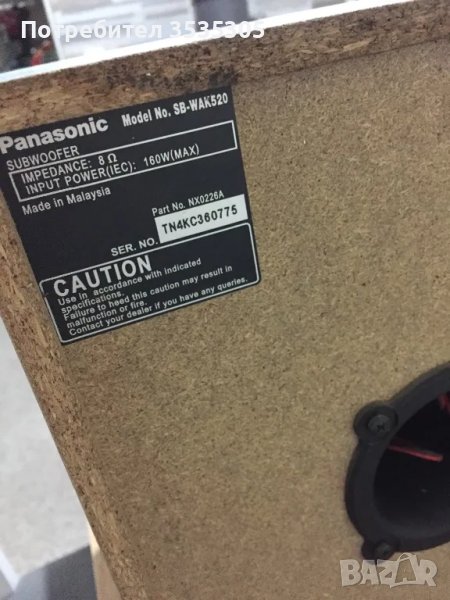 Потребител 3535305
Panasonic Model No. SB-WAK520
SUBWOOFER
IMPEDANCE: 8 Ω
INPUT POWER(IEC): 160W(MAX)
Made in Malaysia
Part No. NX0226A
SER. NO. TN4KC360775
CAUTION
Use in accordance with indicated
specifications.
Failure to heed this caution may result in
malfunction or fire.
Contact your dealer if you have any queries.
BAZAR